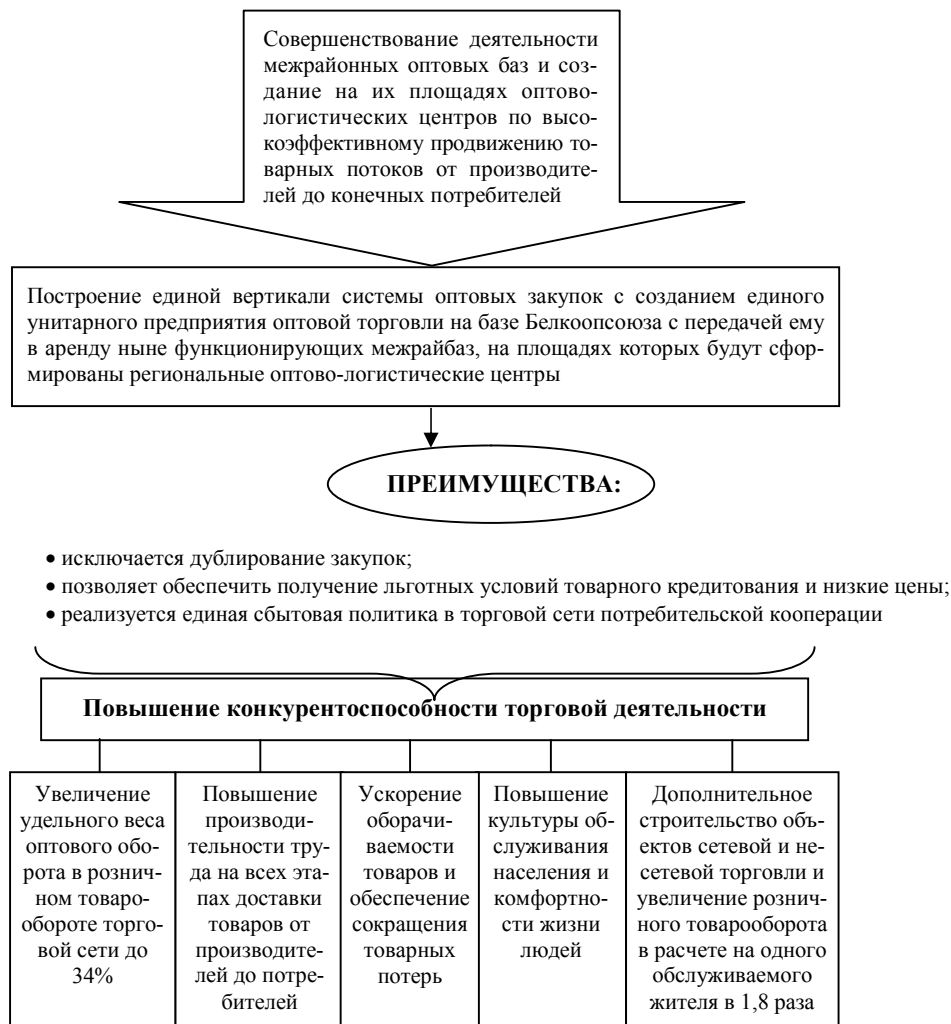 Совершенствование деятельности
межрайонных оптовых баз и соз-
дание на их площадях оптово-
логистических центров по высо-
коэффективному продвижению то-
варных потоков от производите-
лей до конечных потребителей
Построение единой вертикали системы оптовых закупок с созданием единого
унитарного предприятия оптовой торговли на базе Белкоопсоюза с передачей ему
в аренду ныне функционирующих межрайбаз, на площадях которых будут сфор-
мированы региональные оптово-логистические центры
ПРЕИМУЩЕСТВА:
• исключается дублирование закупок;
• позволяет обеспечить получение льготных условий товарного кредитования и низкие цены;
• реализуется единая сбытовая политика в торговой сети потребительской кооперации
Повышение конкурентоспособности торговой деятельности
Увеличение
удельного веса
оптового обо-
рота в рознич-
ном товаро-
обороте торго-
вой сети до
34%
Повышение
производи-
тельности тру-
да на всех эта-
пах доставки
товаров от
производите-
лей до потре-
бителей
Ускорение
оборачи-
ваемости
товаров и
обеспечение
сокращения
товарных
потерь
Повышение
культуры об-
служивания
населения и
комфортно-
сти жизни
людей
Дополнительное
строительство объ-
ектов сетевой и не-
сетевой торговли и
увеличение рознич-
ного товарооборота
в расчете на одного
обслуживаемого
жителя в 1,8 раза